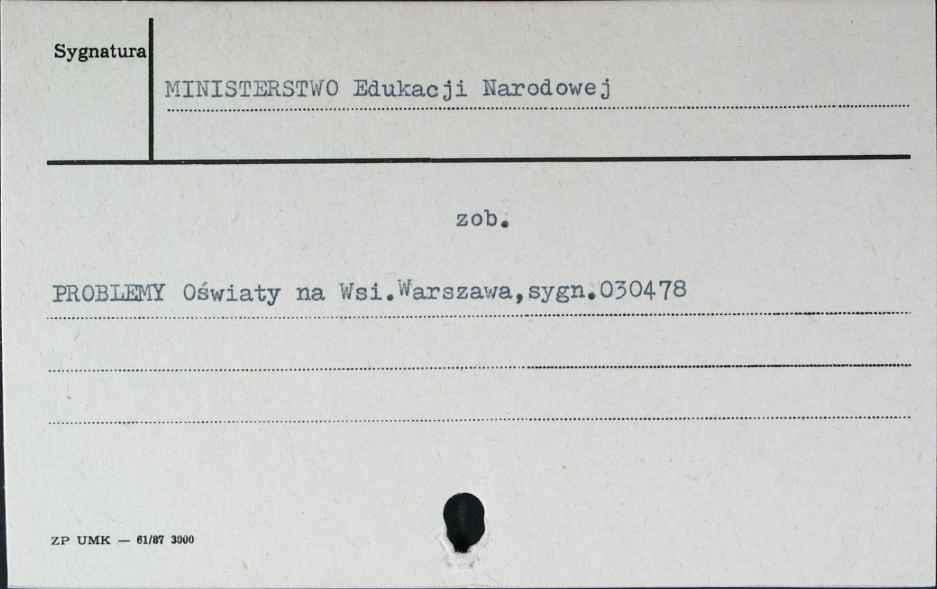 Sygnatura
MINISTERSTWO Edukacji Narodowej
zob.
PROBLEMY Oświaty na Wsi.Warszawa,sygn.030478
ZP UMK — 61/87 3000